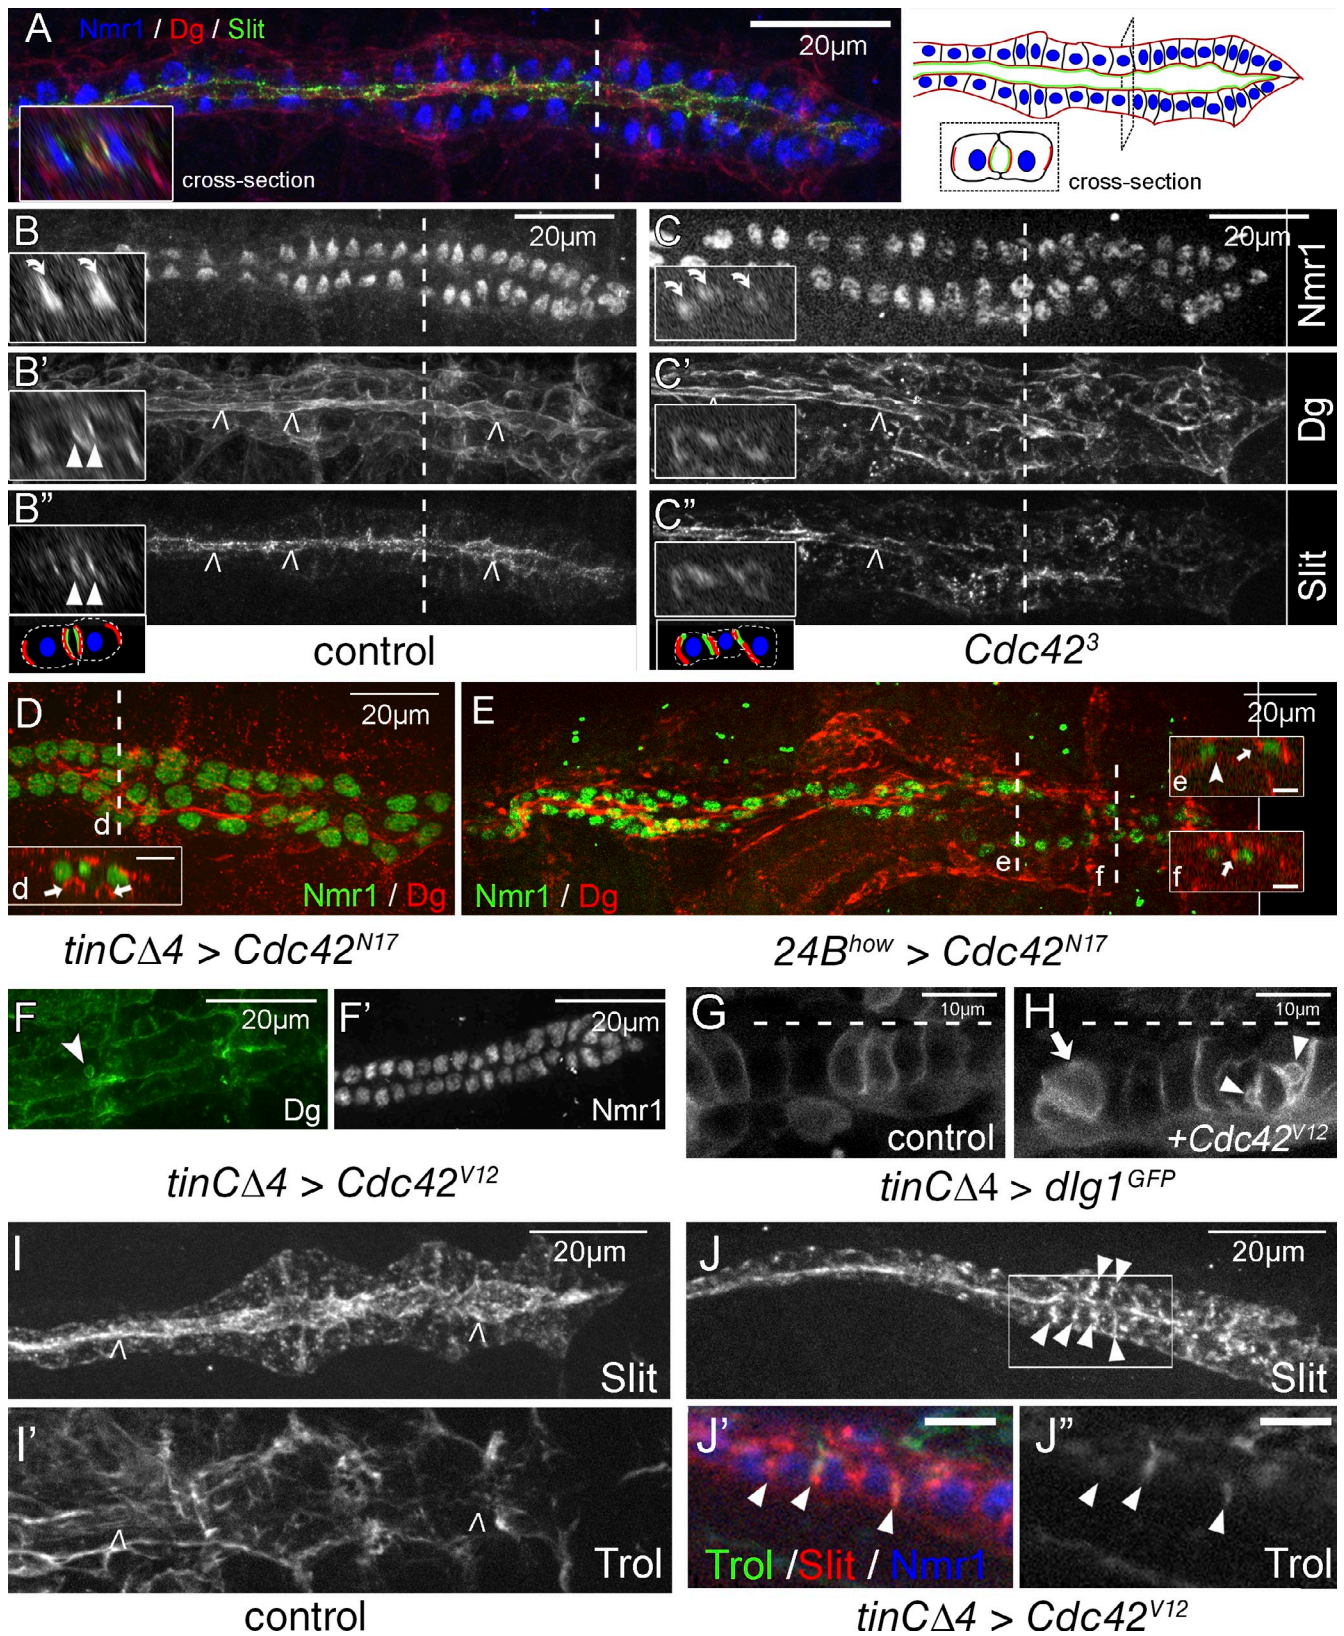 A
Nmr1 / Dg / Slit
20µm
cross-section
cross-section
B
20µm
C
20µm
Nmr1
B'
C'
Dg
B"
C"
Slit
control
Cdc42³
D
20µm
d
d
Nmr1 / Dg
E
20µm
e
f
e
f
Nmr1 / Dg
tinCΔ4 > Cdc42ᴺ¹⁷
24Bʰᵒʷ > Cdc42ᴺ¹⁷
F
20µm
Dg
F'
20µm
Nmr1
G
10µm
control
H
10µm
+Cdc42ⱽ¹²
tinCΔ4 > Cdc42ⱽ¹²
tinCΔ4 > dlg1ᴳᶠᴾ
I
20µm
Slit
J
20µm
Slit
I'
Trol
J'
Trol /Slit / Nmr1
J"
Trol
control
tinCΔ4 > Cdc42ⱽ¹²